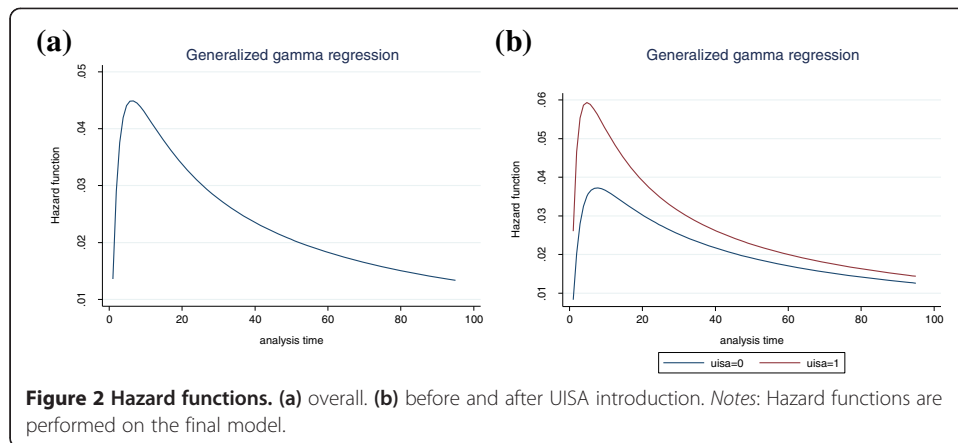 (a)
Generalized gamma regression
Hazard function
.05
.04
.03
.02
.01
0 20 40 60 80 100
analysis time
(b)
Generalized gamma regression
Hazard function
.06
.05
.04
.03
.02
.01
0 20 40 60 80 100
analysis time
uisa=0 uisa=1
Figure 2 Hazard functions. (a) overall. (b) before and after UISA introduction. Notes: Hazard functions are
performed on the final model.